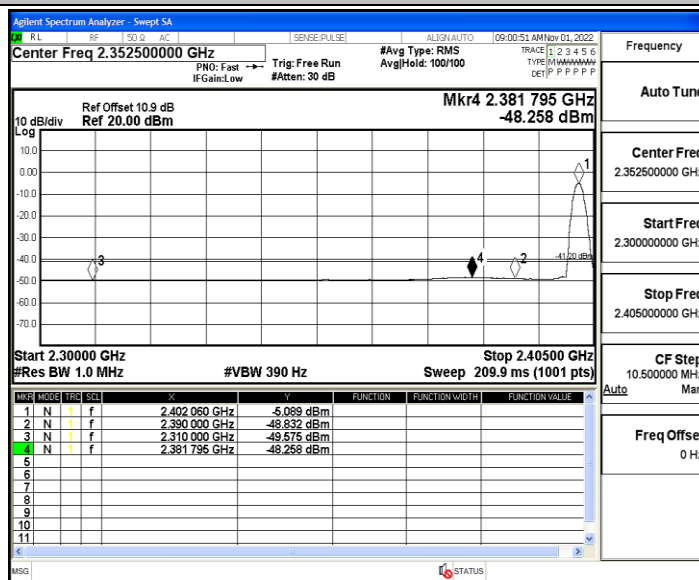 Agilent Spectrum Analyzer - Swept SA
RL RF 50 Ω AC SENSE:PULSE ALIGN AUTO 09:00:51 AM Nov 01, 2022
Center Freq 2.352500000 GHz
PNO: Fast
IFGain:Low
Trig: Free Run
#Atten: 30 dB
#Avg Type: RMS
Avg|Hold: 100/100
TRACE 1 2 3 4 5 6
TYPE MWWWWW
DET P P P P P P
Ref Offset 10.9 dB
10 dB/div Ref 20.00 dBm
Log
Mkr4 2.381 795 GHz
-48.258 dBm
10.0
0.00
-10.0
-20.0
-30.0
-40.0
-50.0
-60.0
-70.0
1
2
3
4
-41.20 dBm
Start 2.30000 GHz Stop 2.40500 GHz
#Res BW 1.0 MHz #VBW 390 Hz Sweep 209.9 ms (1001 pts)
MKR MODE TRC SCL X Y FUNCTION FUNCTION WIDTH FUNCTION VALUE
1 N 1 f 2.402 060 GHz -5.089 dBm
2 N 1 f 2.390 000 GHz -48.832 dBm
3 N 1 f 2.310 000 GHz -49.575 dBm
4 N 1 f 2.381 795 GHz -48.258 dBm
5
6
7
8
9
10
11
MSG STATUS
Frequency
Auto Tune
Center Freq
2.352500000 GHz
Start Freq
2.300000000 GHz
Stop Freq
2.405000000 GHz
CF Step
10.500000 MHz
Auto Man
Freq Offset
0 Hz